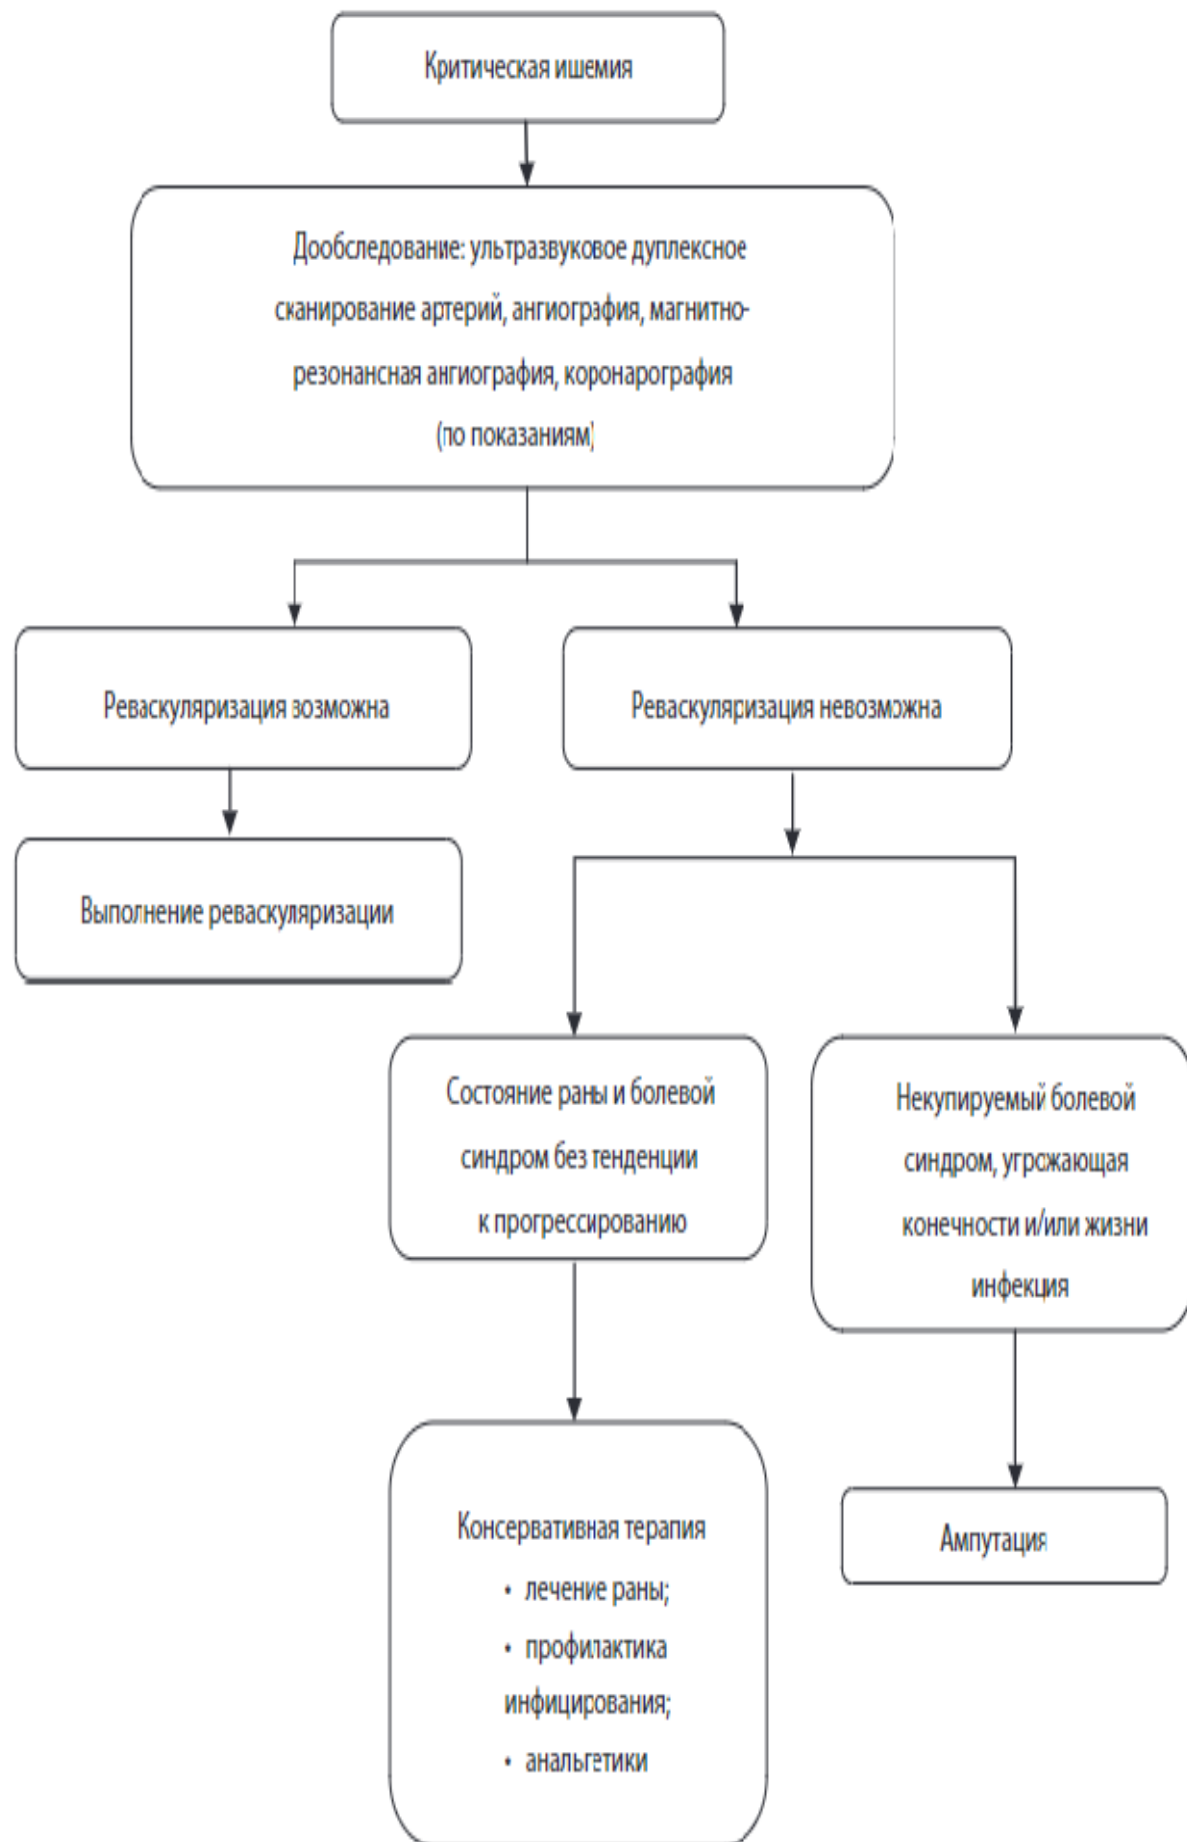 Критическая ишемия
Дообследование: ультразвуковое дуплексное
сканирование артерий, ангиография, магнитно-
резонансная ангиография, коронарография
(по показаниям)
Реваскуляризация возможна
Реваскуляризация невозможна
Выполнение реваскуляризации
Состояние раны и болевой
синдром без тенденции
к прогрессированию
Некупируемый болевой
синдром, угрожающая
конечности и/или жизни
инфекция
Консервативная терапия
• лечение раны;
• профилактика
инфицирования;
• анальгетики
Ампутация